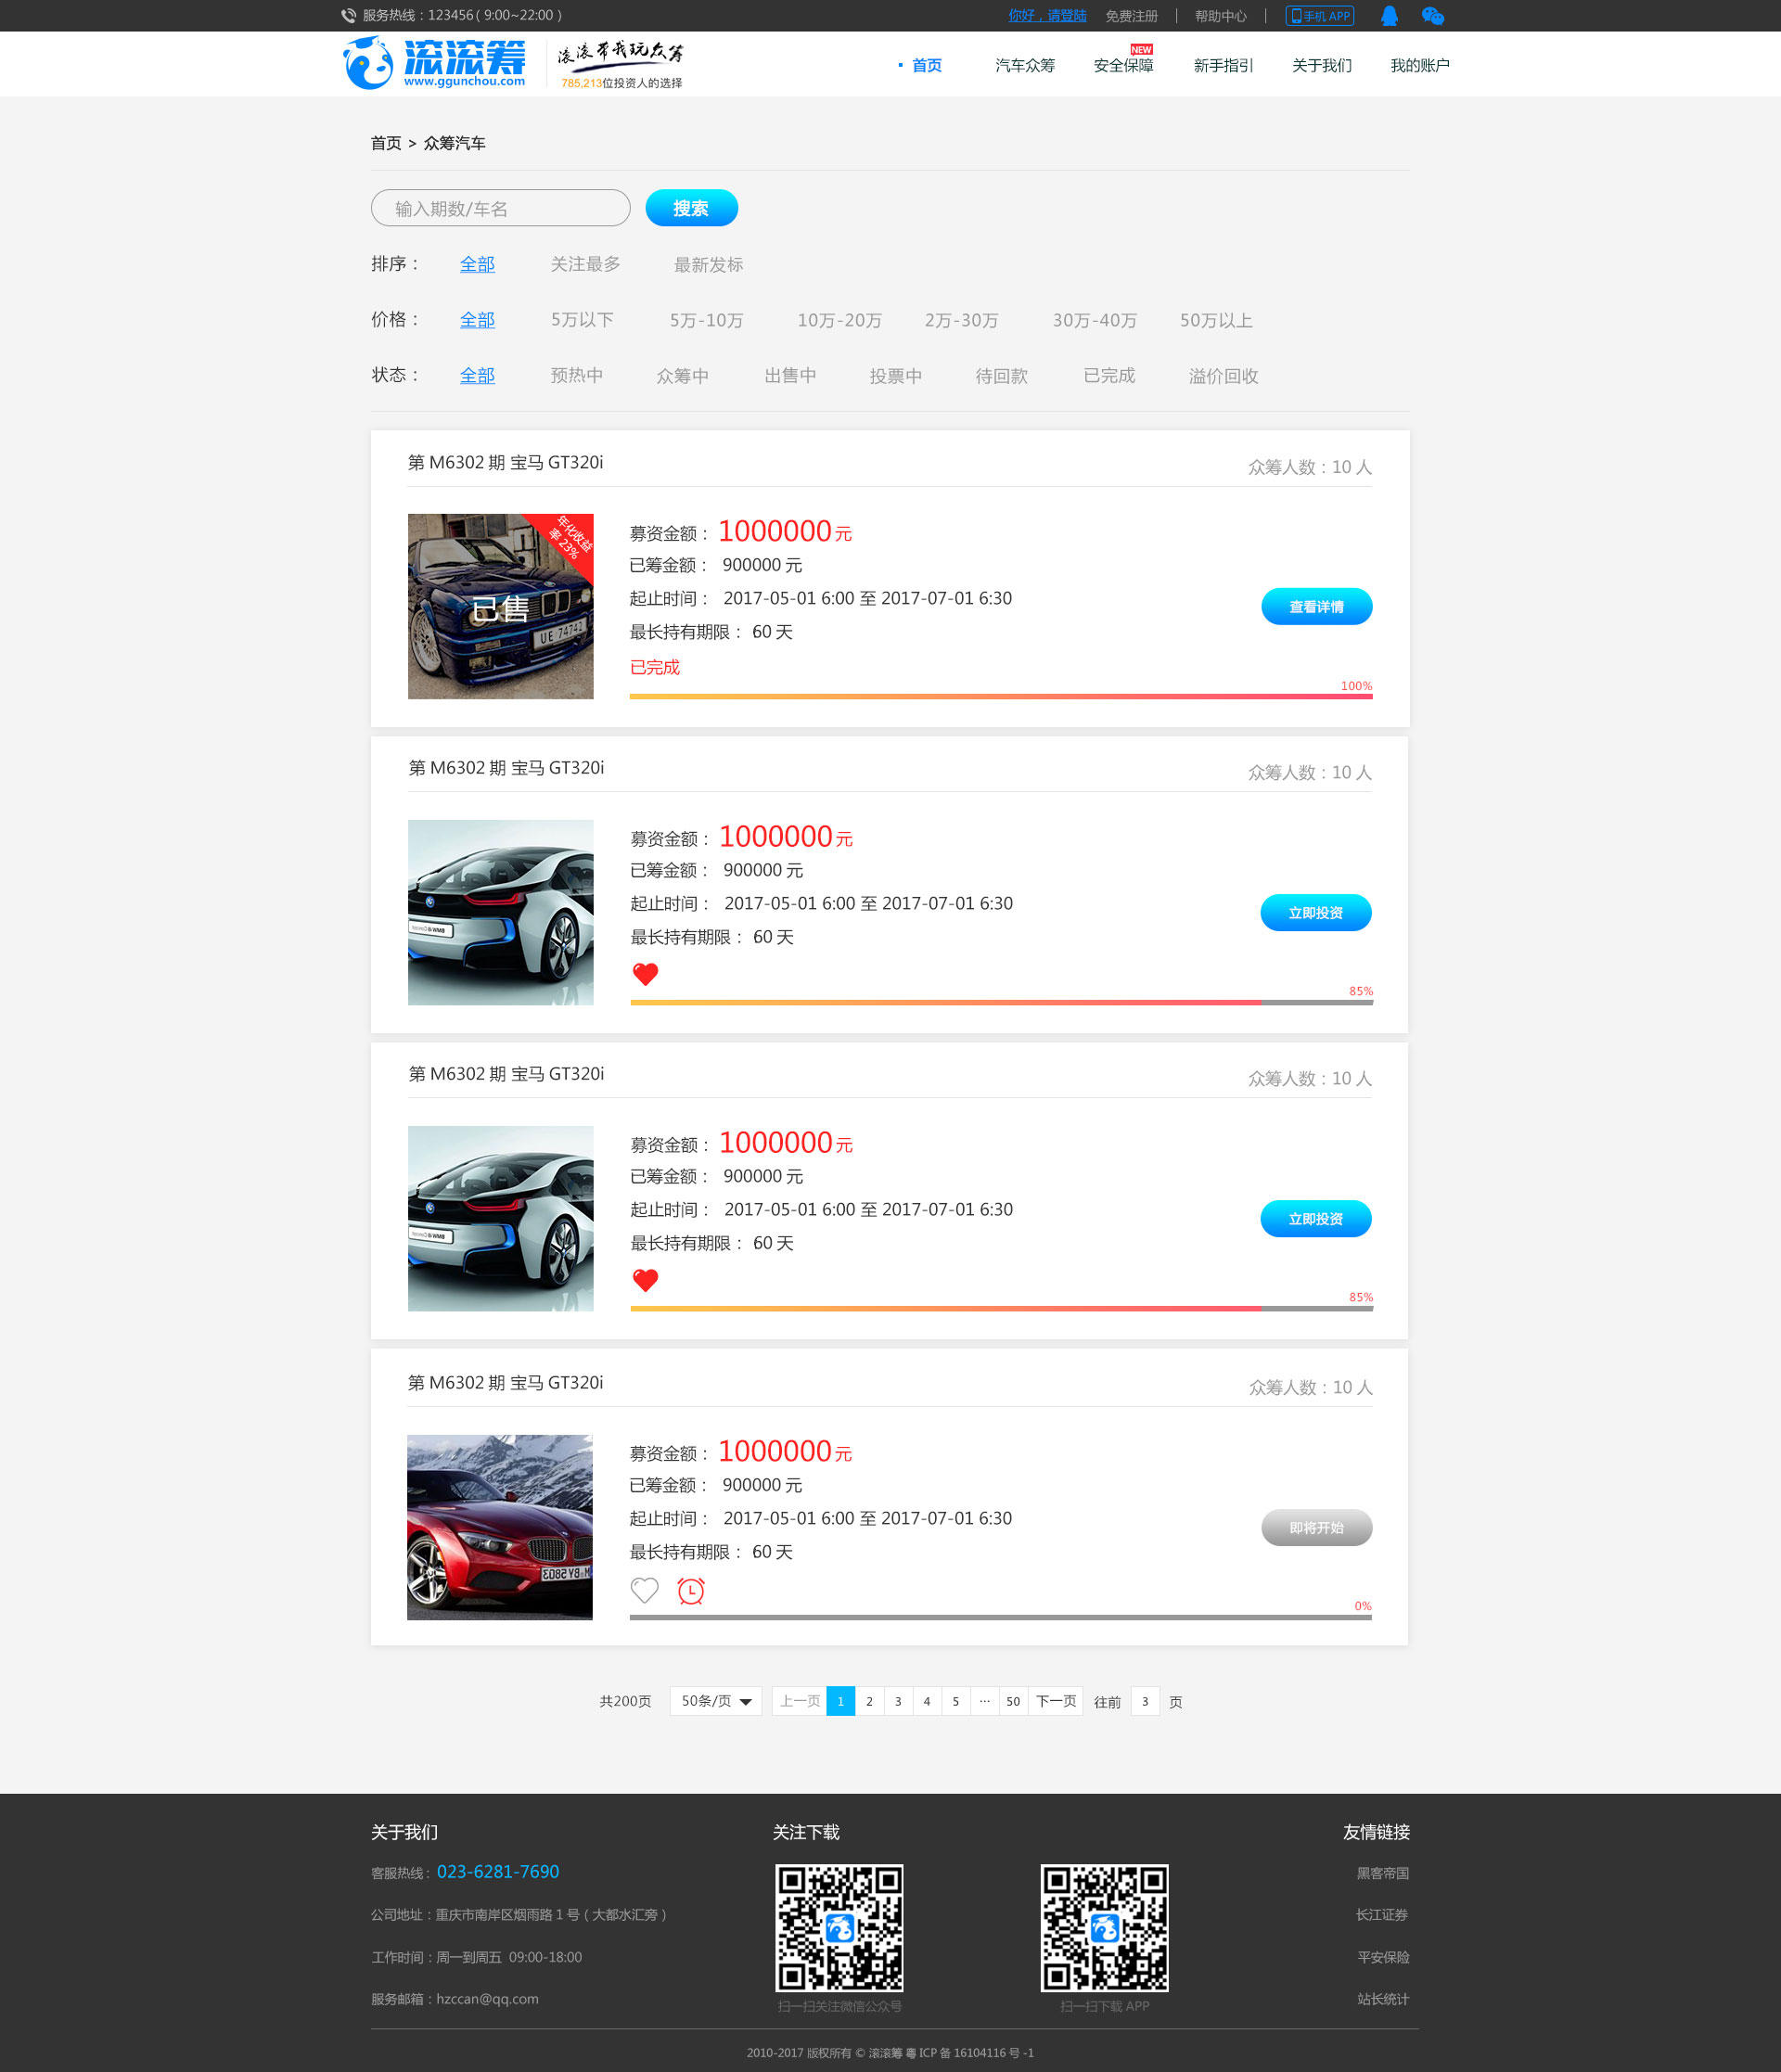 服务热线：123456 ( 9:00~22:00 )
你好，请登陆 免费注册 帮助中心 手机 APP
滚滚筹
www.ggunchou.com
滚滚带我玩众筹
785,213位投资人的选择
首页 汽车众筹 安全保障 NEW 新手指引 关于我们 我的账户
首页 > 众筹汽车
输入期数/车名 搜索
排序： 全部 关注最多 最新发标
价格： 全部 5万以下 5万-10万 10万-20万 2万-30万 30万-40万 50万以上
状态： 全部 预热中 众筹中 出售中 投票中 待回款 已完成 溢价回收
第 M6302 期 宝马 GT320i 众筹人数：10 人
年化收益
率 23%
已售
UE 74742
募资金额： 1000000 元
已筹金额： 900000 元
起止时间： 2017-05-01 6:00 至 2017-07-01 6:30
查看详情
最长持有期限： 60 天
已完成
100%
第 M6302 期 宝马 GT320i 众筹人数：10 人
募资金额： 1000000 元
已筹金额： 900000 元
起止时间： 2017-05-01 6:00 至 2017-07-01 6:30
立即投资
最长持有期限： 60 天
85%
第 M6302 期 宝马 GT320i 众筹人数：10 人
募资金额： 1000000 元
已筹金额： 900000 元
起止时间： 2017-05-01 6:00 至 2017-07-01 6:30
立即投资
最长持有期限： 60 天
85%
第 M6302 期 宝马 GT320i 众筹人数：10 人
募资金额： 1000000 元
已筹金额： 900000 元
起止时间： 2017-05-01 6:00 至 2017-07-01 6:30
即将开始
最长持有期限： 60 天
0%
共200页 50条/页 上一页 1 2 3 4 5 ··· 50 下一页 往前 3 页
关于我们
客服热线：023-6281-7690
公司地址：重庆市南岸区烟雨路 1 号 ( 大都水汇旁 )
工作时间：周一到周五 09:00-18:00
服务邮箱：hzccan@qq.com
关注下载
扫一扫关注微信公众号
扫一扫下载 APP
友情链接
黑客帝国
长江证券
平安保险
站长统计
2010-2017 版权所有 © 滚滚筹 粤 ICP 备 16104116 号 -1